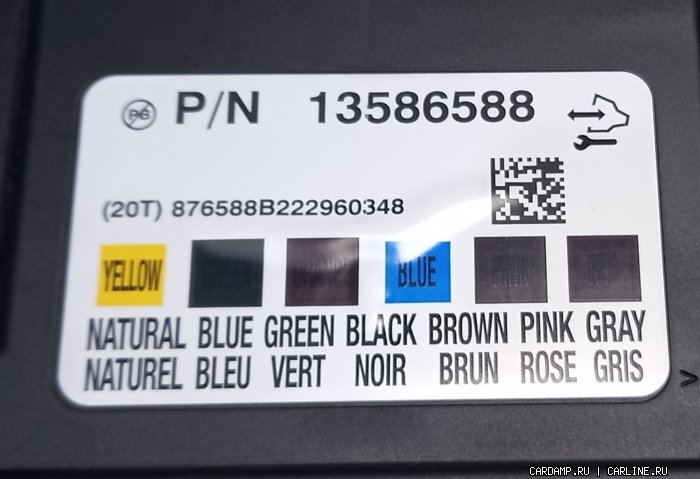 P/N 13586588
(20T) 876588B222960348
YELLOW BLUE
NATURAL BLUE GREEN BLACK BROWN PINK GRAY
NATUREL BLEU VERT NOIR BRUN ROSE GRIS
CARDAMP.RU | CARLINE.RU